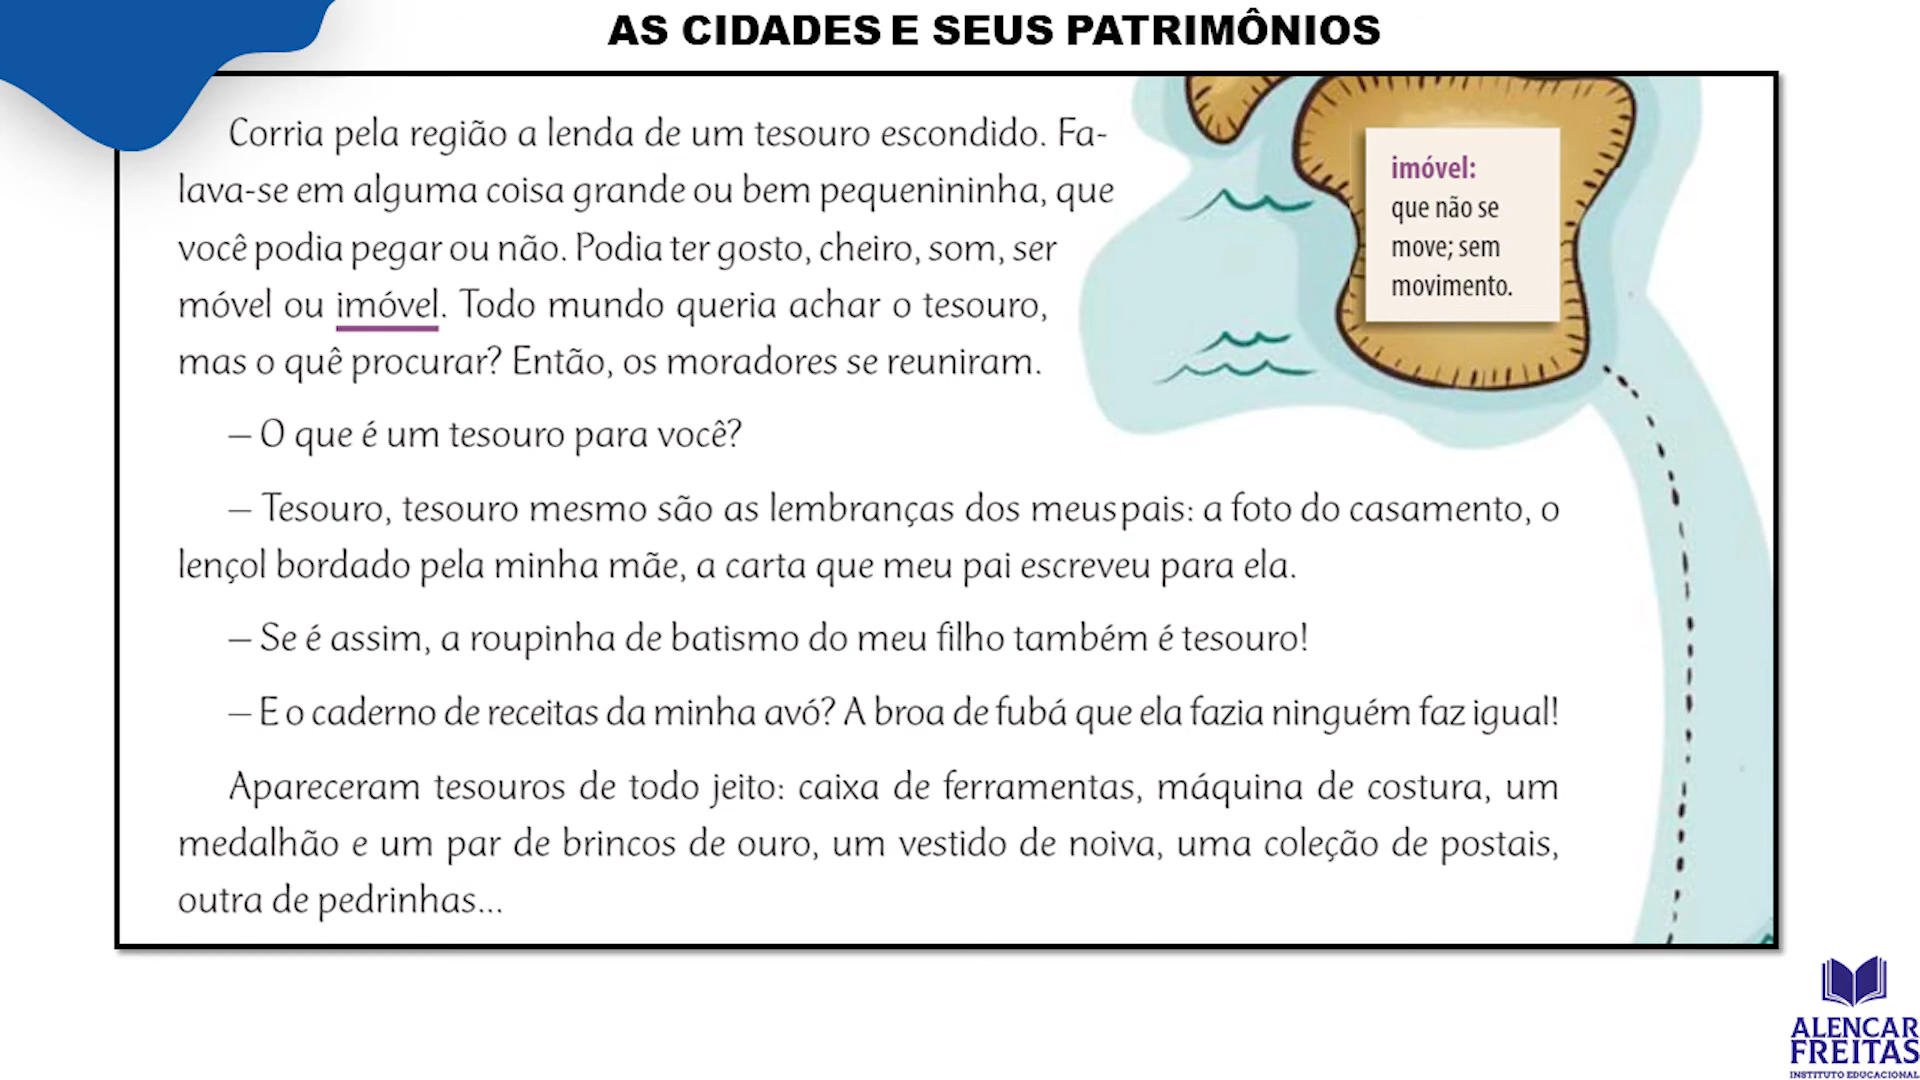 AS CIDADES E SEUS PATRIMÔNIOS
Corria pela região a lenda de um tesouro escondido. Fa-
lava-se em alguma coisa grande ou bem pequenininha, que
você podia pegar ou não. Podia ter gosto, cheiro, som, ser
móvel ou imóvel. Todo mundo queria achar o tesouro,
mas o quê procurar? Então, os moradores se reuniram.
imóvel:
que não se
move; sem
movimento.
– O que é um tesouro para você?
– Tesouro, tesouro mesmo são as lembranças dos meus pais: a foto do casamento, o
lençol bordado pela minha mãe, a carta que meu pai escreveu para ela.
– Se é assim, a roupinha de batismo do meu filho também é tesouro!
– E o caderno de receitas da minha avó? A broa de fubá que ela fazia ninguém faz igual!
Apareceram tesouros de todo jeito: caixa de ferramentas, máquina de costura, um
medalhão e um par de brincos de ouro, um vestido de noiva, uma coleção de postais,
outra de pedrinhas...
ALENCAR
FREITAS
INSTITUTO EDUCACIONAL